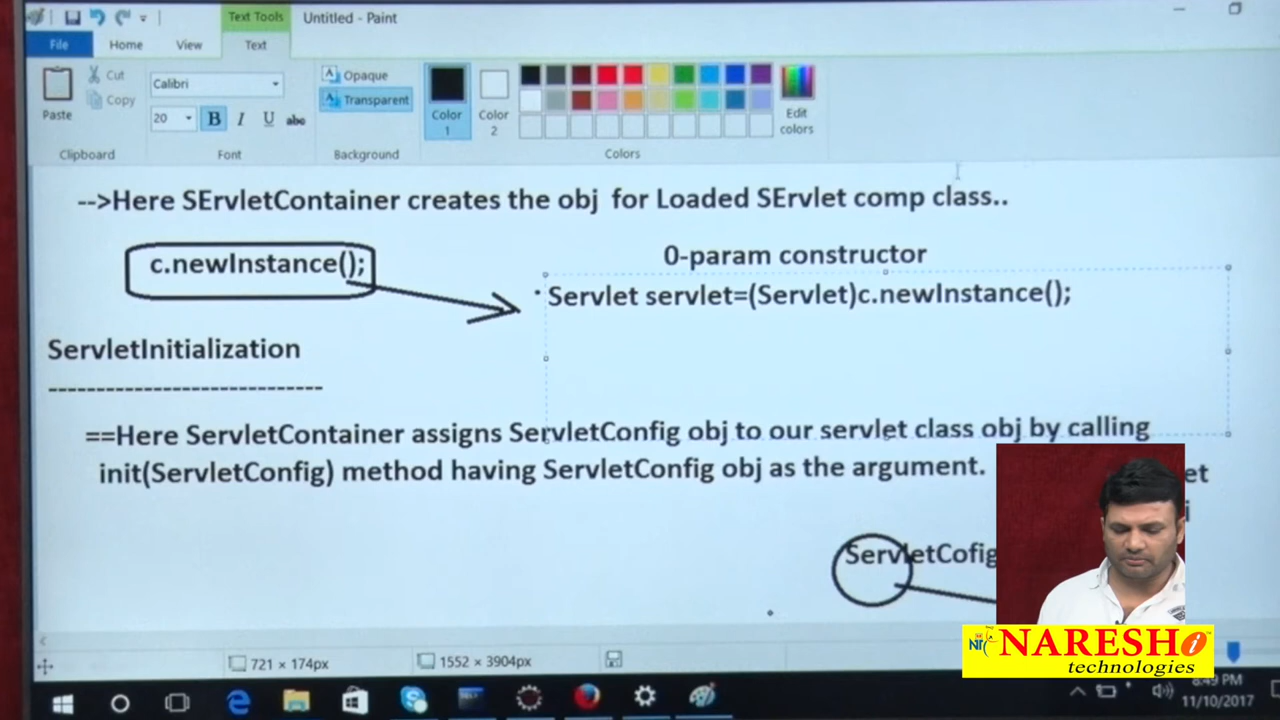 Text Tools
Untitled - Paint
File
Home
View
Text
Paste
Cut
Copy
Clipboard
Calibri
20
B I U abc
Font
Opaque
Transparent
Background
Color 1
Color 2
Edit colors
Colors
-->Here SErvletContainer creates the obj for Loaded SErvlet comp class..
0-param constructor
c.newInstance();
Servlet servlet=(Servlet)c.newInstance();
ServletInitialization
----------------------------
==Here ServletContainer assigns ServletConfig obj to our servlet class obj by calling
init(ServletConfig) method having ServletConfig obj as the argument.
et
ServletCofig
721 × 174px
1552 × 3904px
NARESH i
technologies
8:49 PM
11/10/2017